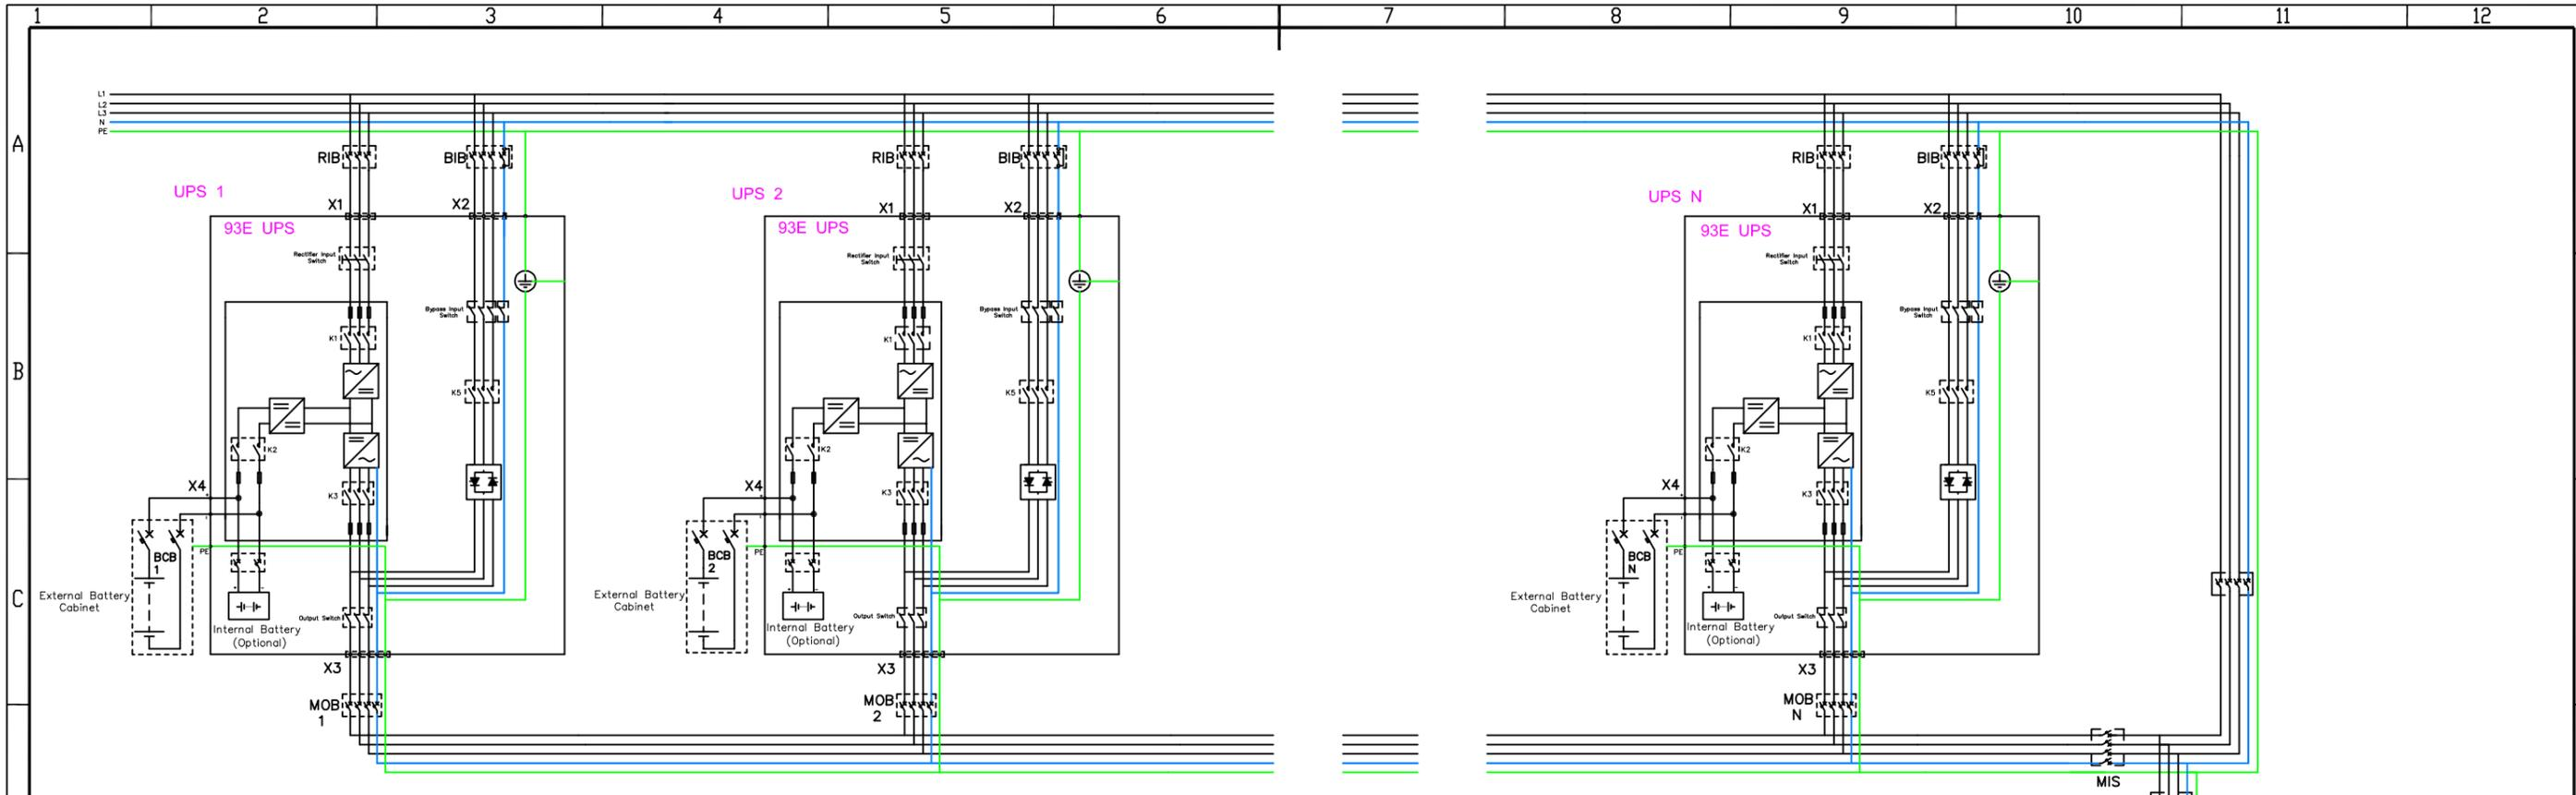 1 2 3 4 5 6 7 8 9 10 11 12
A
B
C
L1
L2
L3
N
PE
UPS 1
RIB
BIB
X1
X2
93E UPS
Rectifier Input
Switch
Bypass Input
Switch
K1
K5
K2
K3
X4
+
-
PE
BCB
1
External Battery
Cabinet
+ -
Internal Battery
(Optional)
Output Switch
X3
MOB
1
UPS 2
RIB
BIB
X1
X2
93E UPS
Rectifier Input
Switch
Bypass Input
Switch
K1
K5
K2
K3
X4
+
-
PE
BCB
2
External Battery
Cabinet
+ -
Internal Battery
(Optional)
Output Switch
X3
MOB
2
UPS N
RIB
BIB
X1
X2
93E UPS
Rectifier Input
Switch
Bypass Input
Switch
K1
K5
K2
K3
X4
+
-
PE
BCB
N
External Battery
Cabinet
+ -
Internal Battery
(Optional)
Output Switch
X3
MOB
N
MIS